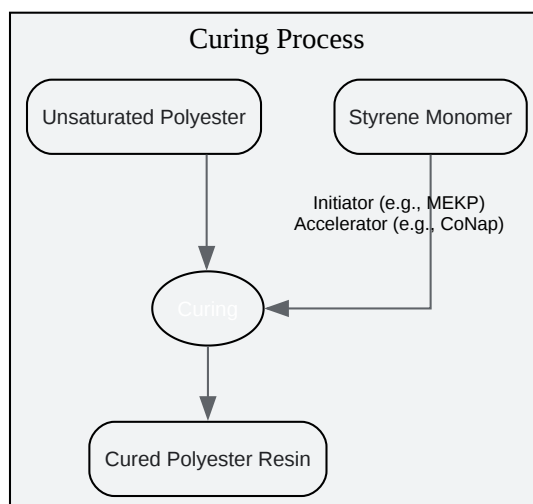 Curing Process
Unsaturated Polyester
Styrene Monomer
Initiator (e.g., MEKP)
Accelerator (e.g., CoNap)
Curing
Cured Polyester Resin